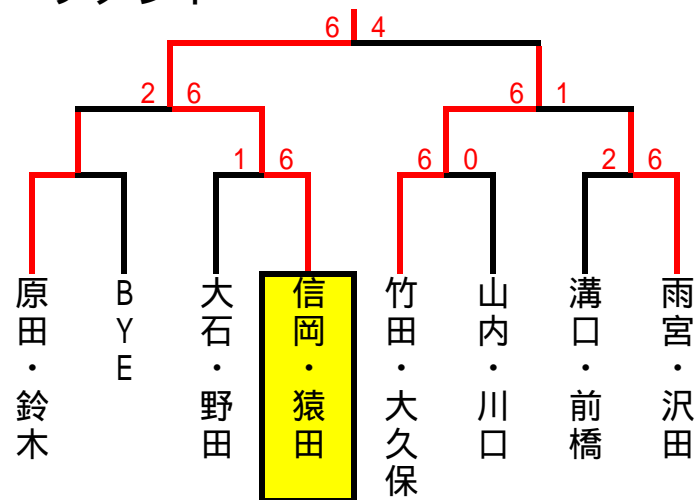 6 4
2 6
6 1
1 6
6 0
2 6
原田・鈴木
BYE
大石・野田
信岡・猿田
竹田・大久保
山内・川口
溝口・前橋
雨宮・沢田